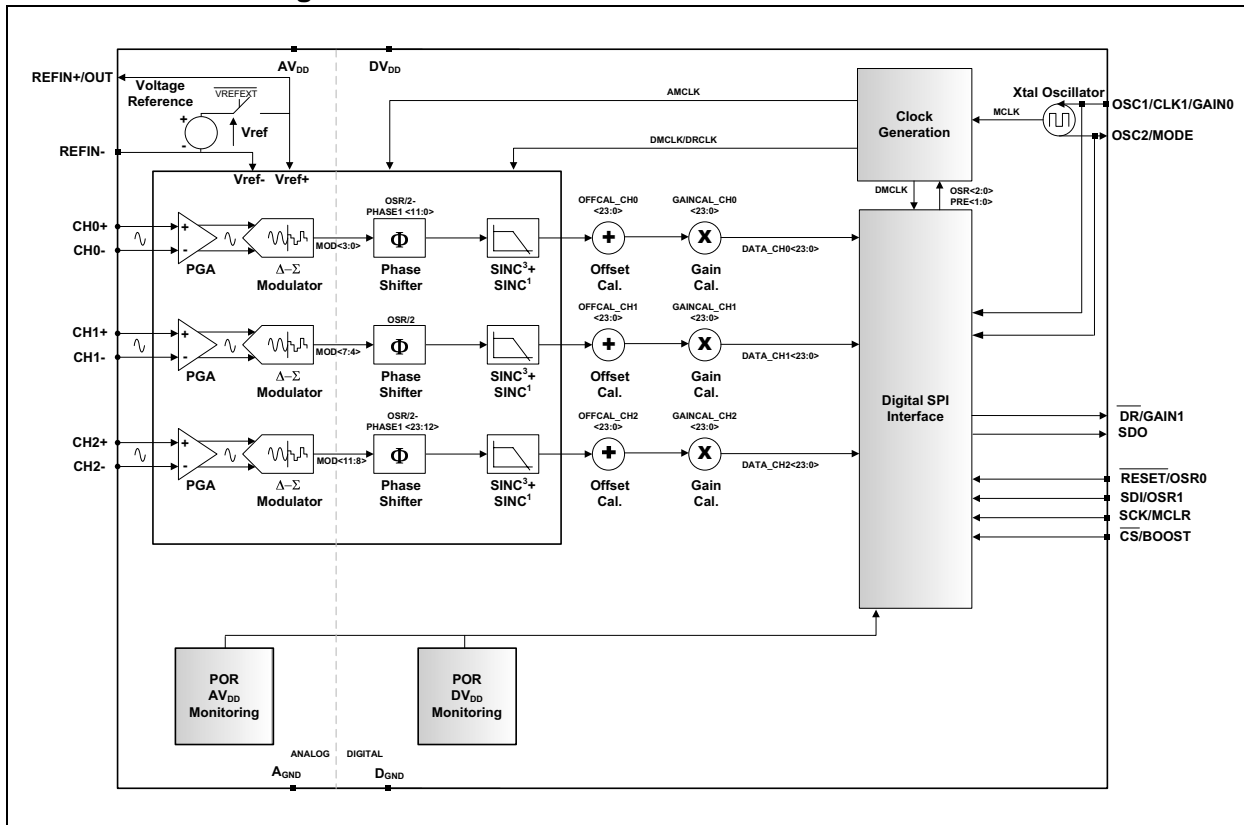 AVDD
DVDD
REFIN+/OUT
Voltage
Reference
VREFEXT
+
-
Vref
REFIN-
Vref-
Vref+
AMCLK
DMCLK/DRCLK
Clock
Generation
MCLK
Xtal Oscillator
OSC1/CLK1/GAIN0
OSC2/MODE
DMCLK
OSR<2:0>
PRE<1:0>
CH0+
CH0-
+
-
PGA
Δ–Σ
Modulator
MOD<3:0>
OSR/2-
PHASE1 <11:0>
Φ
Phase
Shifter
SINC3+
SINC1
OFFCAL_CH0
<23:0>
+
Offset
Cal.
GAINCAL_CH0
<23:0>
X
Gain
Cal.
DATA_CH0<23:0>
CH1+
CH1-
+
-
PGA
Δ–Σ
Modulator
MOD<7:4>
OSR/2
Φ
Phase
Shifter
SINC3+
SINC1
OFFCAL_CH1
<23:0>
+
Offset
Cal.
GAINCAL_CH1
<23:0>
X
Gain
Cal.
DATA_CH1<23:0>
CH2+
CH2-
+
-
PGA
Δ–Σ
Modulator
MOD<11:8>
OSR/2-
PHASE1 <23:12>
Φ
Phase
Shifter
SINC3+
SINC1
OFFCAL_CH2
<23:0>
+
Offset
Cal.
GAINCAL_CH2
<23:0>
X
Gain
Cal.
DATA_CH2<23:0>
Digital SPI
Interface
DR/GAIN1
SDO
RESET/OSR0
SDI/OSR1
SCK/MCLR
CS/BOOST
POR
AVDD
Monitoring
POR
DVDD
Monitoring
ANALOG
DIGITAL
AGND
DGND